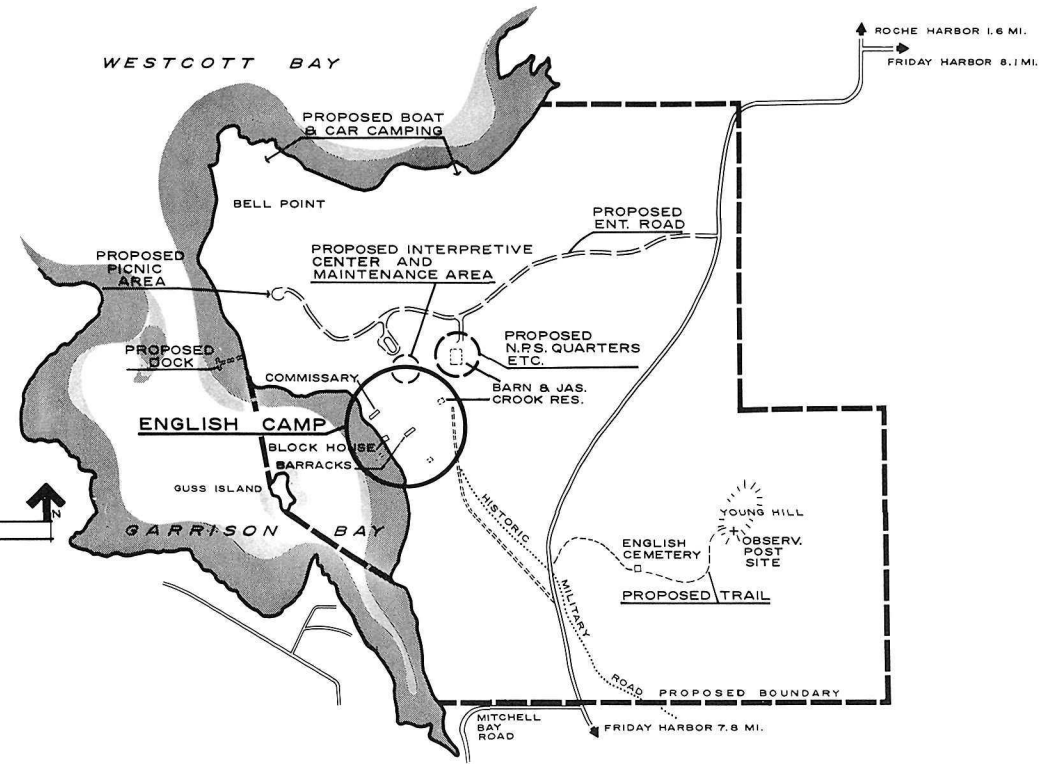 ROCHE HARBOR 1.6 MI.
FRIDAY HARBOR 8.1 MI.
WESTCOTT BAY
PROPOSED BOAT
& CAR CAMPING
BELL POINT
PROPOSED
ENT. ROAD
PROPOSED INTERPRETIVE
CENTER AND
MAINTENANCE AREA
PROPOSED
PICNIC
AREA
PROPOSED
DOCK
PROPOSED
N.P.S. QUARTERS
ETC.
COMMISSARY
BARN & JAS.
CROOK RES.
ENGLISH CAMP
BLOCK HOUSE
BARRACKS
GUSS ISLAND
N
GARRISON BAY
HISTORIC
MILITARY
ROAD
YOUNG HILL
OBSERV.
POST
SITE
ENGLISH
CEMETERY
PROPOSED TRAIL
PROPOSED BOUNDARY
MITCHELL
BAY
ROAD
FRIDAY HARBOR 7.8 MI.